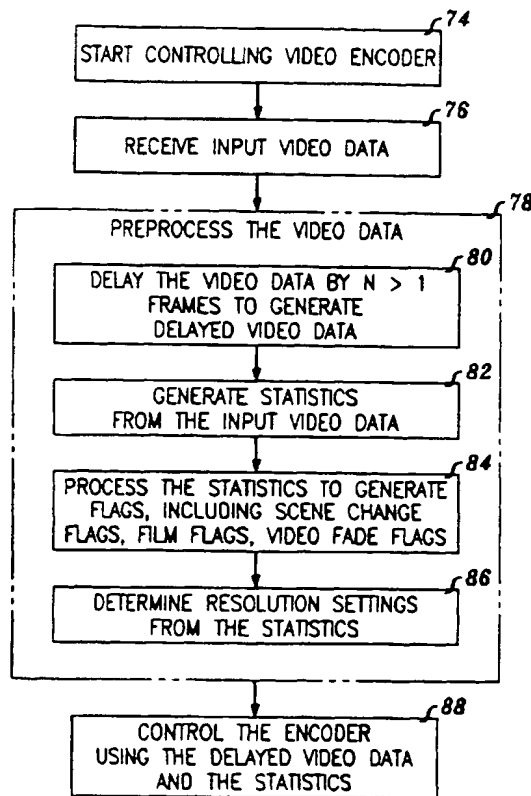 74
START CONTROLLING VIDEO ENCODER
76
RECEIVE INPUT VIDEO DATA
78
PREPROCESS THE VIDEO DATA
80
DELAY THE VIDEO DATA BY N > 1
FRAMES TO GENERATE
DELAYED VIDEO DATA
82
GENERATE STATISTICS
FROM THE INPUT VIDEO DATA
84
PROCESS THE STATISTICS TO GENERATE
FLAGS, INCLUDING SCENE CHANGE
FLAGS, FILM FLAGS, VIDEO FADE FLAGS
86
DETERMINE RESOLUTION SETTINGS
FROM THE STATISTICS
88
CONTROL THE ENCODER
USING THE DELAYED VIDEO DATA
AND THE STATISTICS